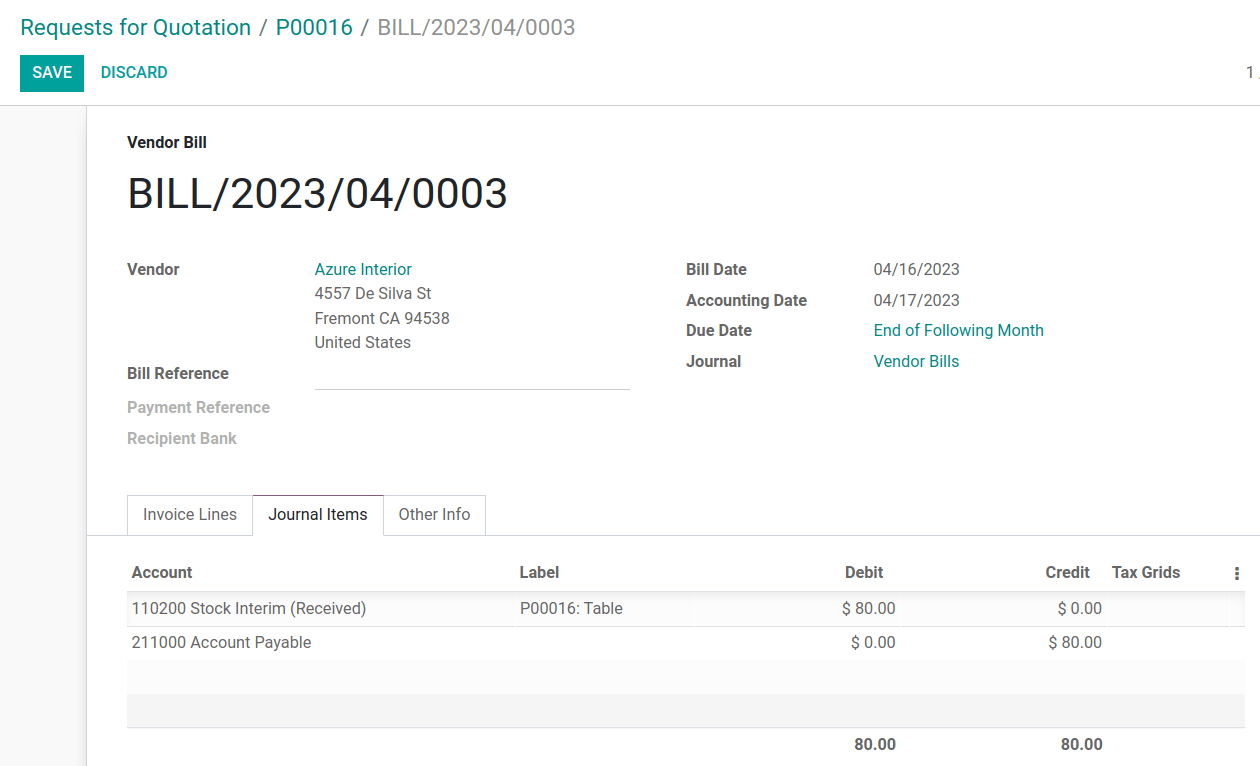 Requests for Quotation / P00016 / BILL/2023/04/0003
SAVE DISCARD 1
Vendor Bill
BILL/2023/04/0003
Vendor Azure Interior Bill Date 04/16/2023
4557 De Silva St Accounting Date 04/17/2023
Fremont CA 94538 Due Date End of Following Month
United States Journal Vendor Bills
Bill Reference
Payment Reference
Recipient Bank
Invoice Lines Journal Items Other Info
Account Label Debit Credit Tax Grids
110200 Stock Interim (Received) P00016: Table $ 80.00 $ 0.00
211000 Account Payable $ 0.00 $ 80.00
80.00 80.00